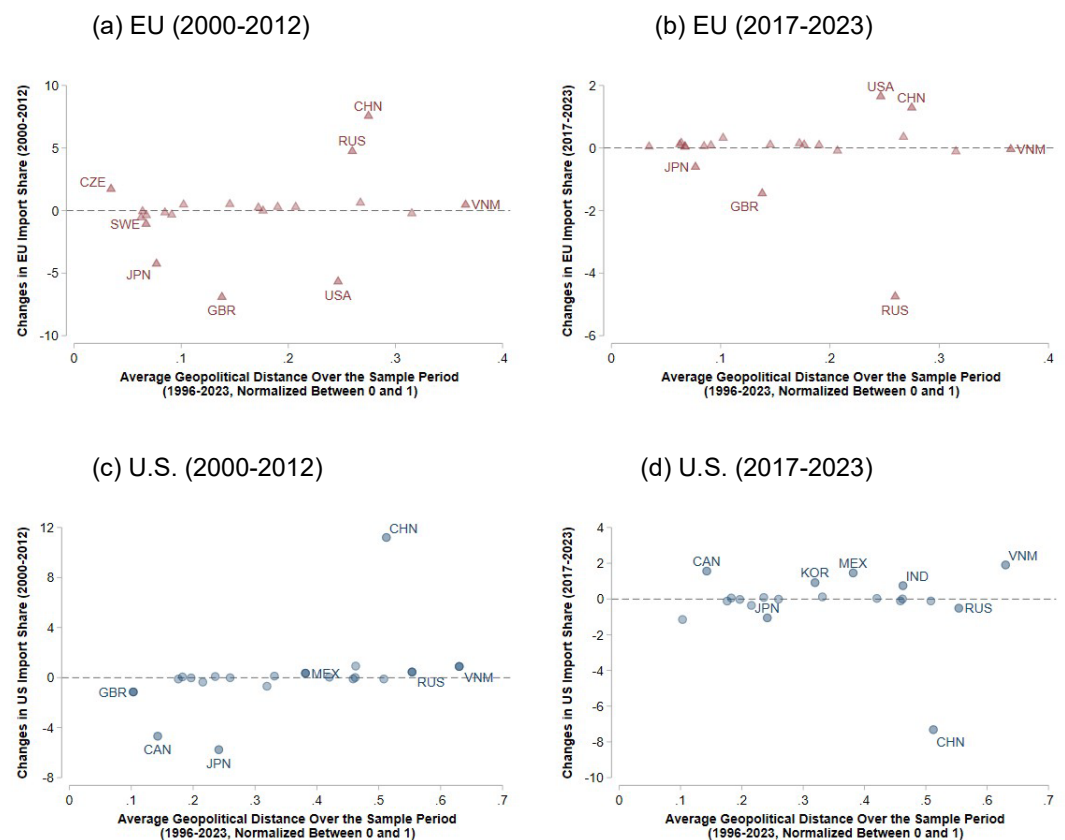 (a) EU (2000-2012)
Changes in EU Import Share (2000-2012)
10
5
0
-5
-10
CHN
RUS
CZE
VNM
SWE
JPN
USA
GBR
0 .1 .2 .3 .4
Average Geopolitical Distance Over the Sample Period
(1996-2023, Normalized Between 0 and 1)
(b) EU (2017-2023)
Changes in EU Import Share (2017-2023)
2
0
-2
-4
-6
USA
CHN
VNM
JPN
GBR
RUS
0 .1 .2 .3 .4
Average Geopolitical Distance Over the Sample Period
(1996-2023, Normalized Between 0 and 1)
(c) U.S. (2000-2012)
Changes in US Import Share (2000-2012)
12
8
4
0
-4
-8
CHN
MEX
RUS
VNM
GBR
CAN
JPN
0 .1 .2 .3 .4 .5 .6 .7
Average Geopolitical Distance Over the Sample Period
(1996-2023, Normalized Between 0 and 1)
(d) U.S. (2017-2023)
Changes in US Import Share (2017-2023)
4
2
0
-2
-4
-6
-8
-10
VNM
CAN
MEX
KOR
IND
JPN
RUS
CHN
0 .1 .2 .3 .4 .5 .6 .7
Average Geopolitical Distance Over the Sample Period
(1996-2023, Normalized Between 0 and 1)